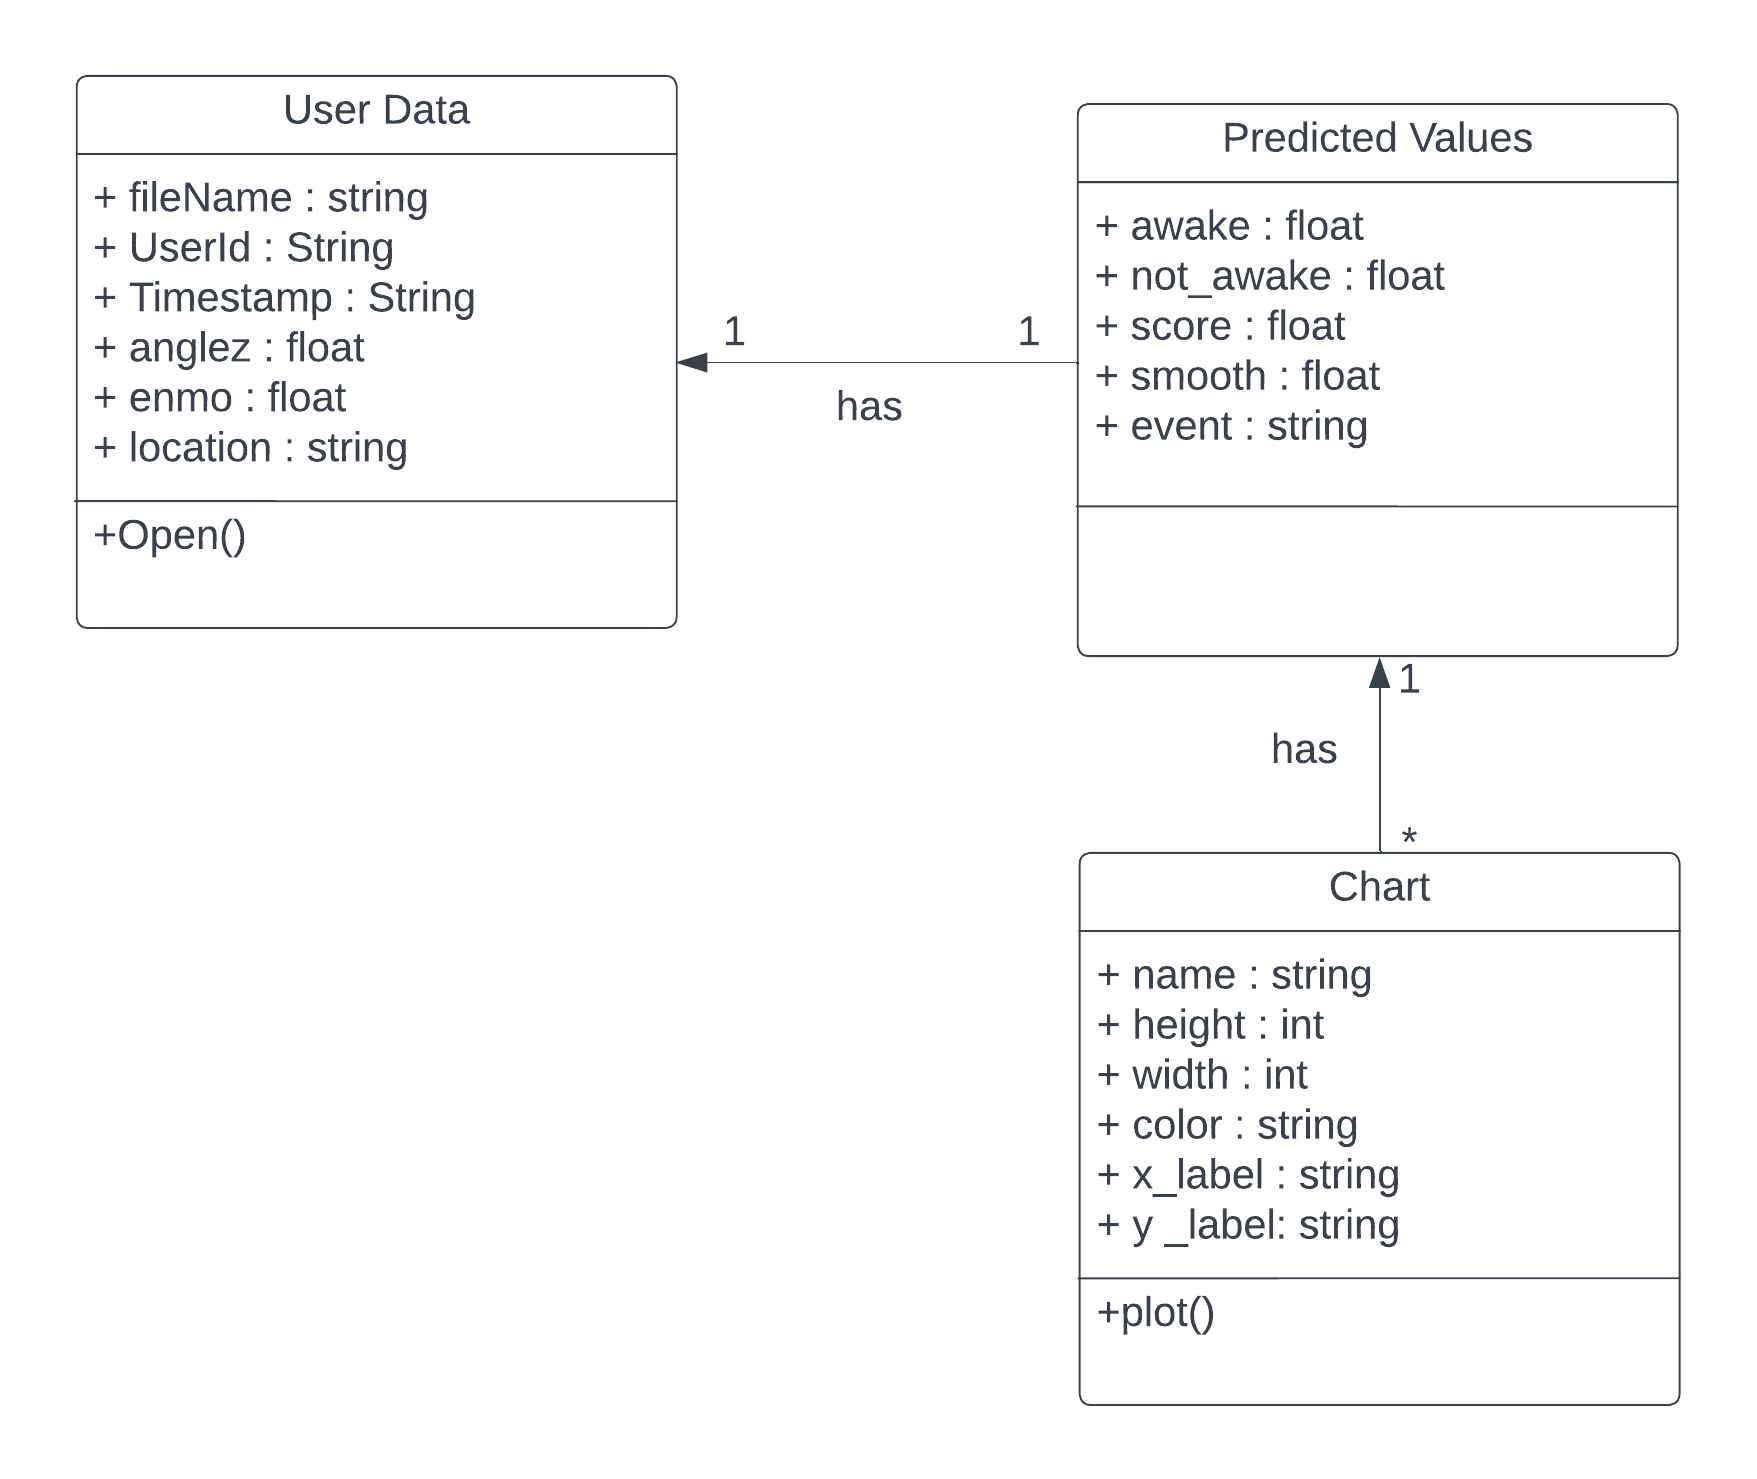 User Data
+ fileName : string
+ UserId : String
+ Timestamp : String
+ anglez : float
+ enmo : float
+ location : string
+Open()
1
1
has
Predicted Values
+ awake : float
+ not_awake : float
+ score : float
+ smooth : float
+ event : string
1
has
*
Chart
+ name : string
+ height : int
+ width : int
+ color : string
+ x_label : string
+ y _label: string
+plot()